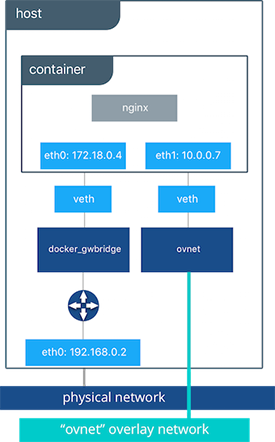 host
container
nginx
eth0: 172.18.0.4
eth1: 10.0.0.7
veth
veth
docker_gwbridge
ovnet
eth0: 192.168.0.2
physical network
“ovnet” overlay network